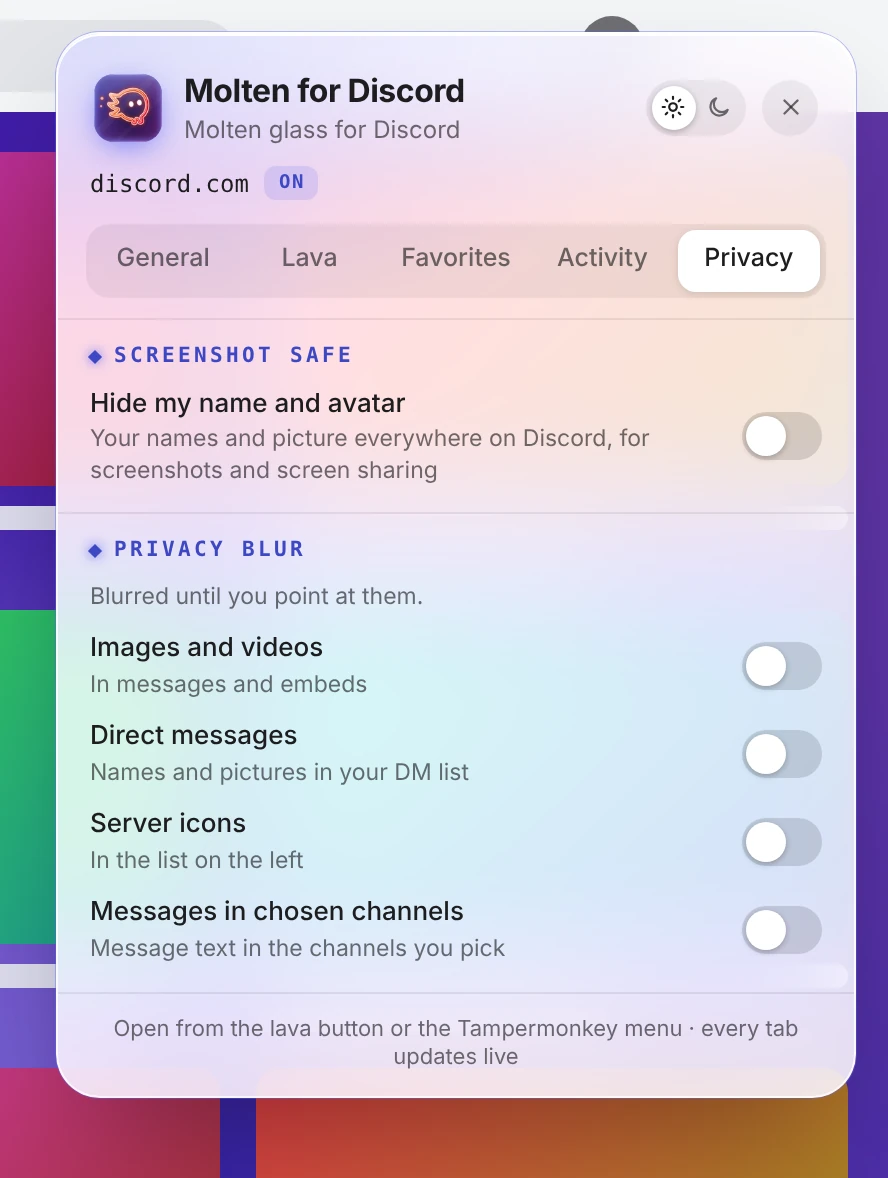 Molten for Discord
Molten glass for Discord
discord.com ON
General Lava Favorites Activity Privacy
SCREENSHOT SAFE
Hide my name and avatar
Your names and picture everywhere on Discord, for
screenshots and screen sharing
PRIVACY BLUR
Blurred until you point at them.
Images and videos
In messages and embeds
Direct messages
Names and pictures in your DM list
Server icons
In the list on the left
Messages in chosen channels
Message text in the channels you pick
Open from the lava button or the Tampermonkey menu · every tab
updates live